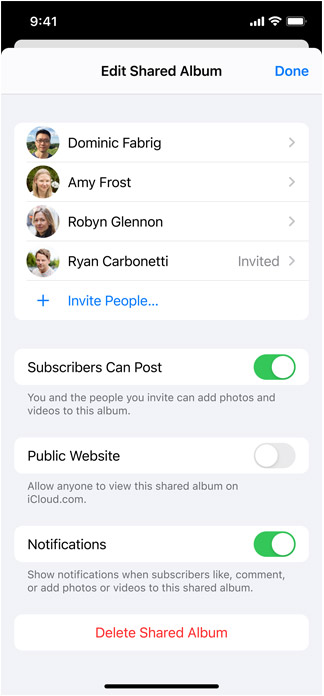 9:41
Edit Shared Album
Done
Dominic Fabrig
Amy Frost
Robyn Glennon
Ryan Carbonetti Invited
Invite People...
Subscribers Can Post
You and the people you invite can add photos and
videos to this album.
Public Website
Allow anyone to view this shared album on
iCloud.com.
Notifications
Show notifications when subscribers like, comment,
or add photos or videos to this shared album.
Delete Shared Album